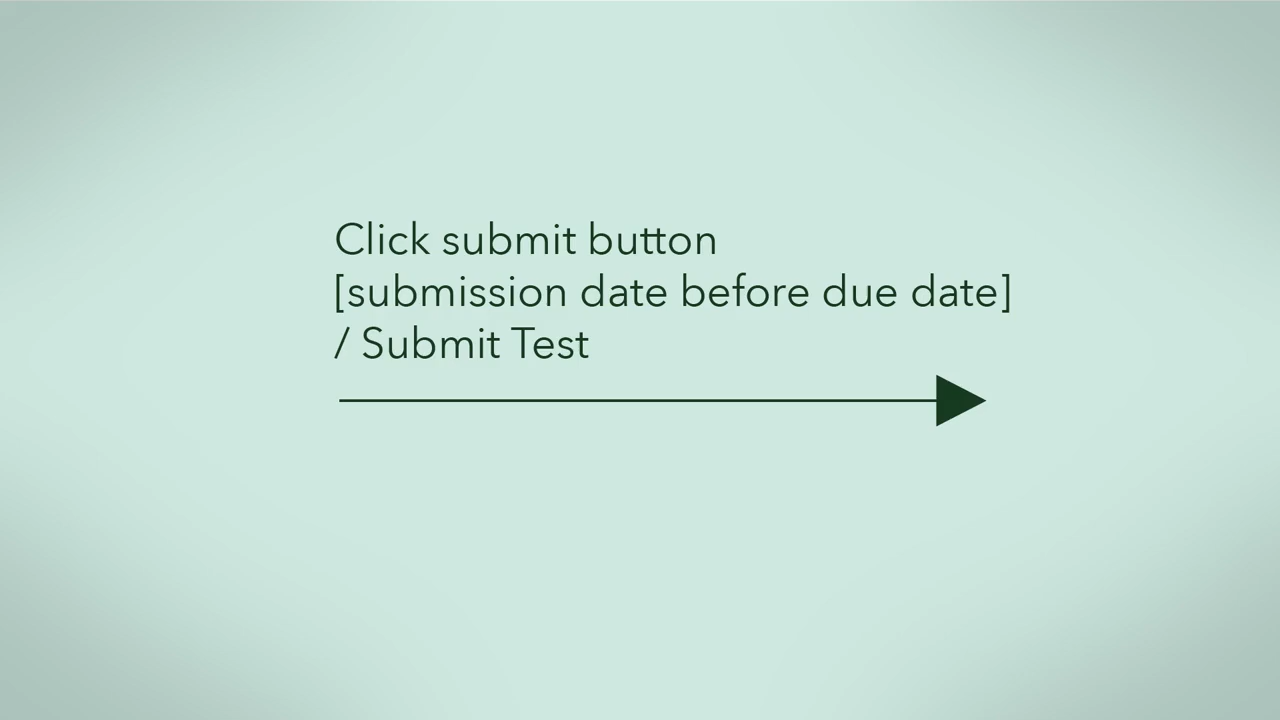 Click submit button
[submission date before due date]
/ Submit Test